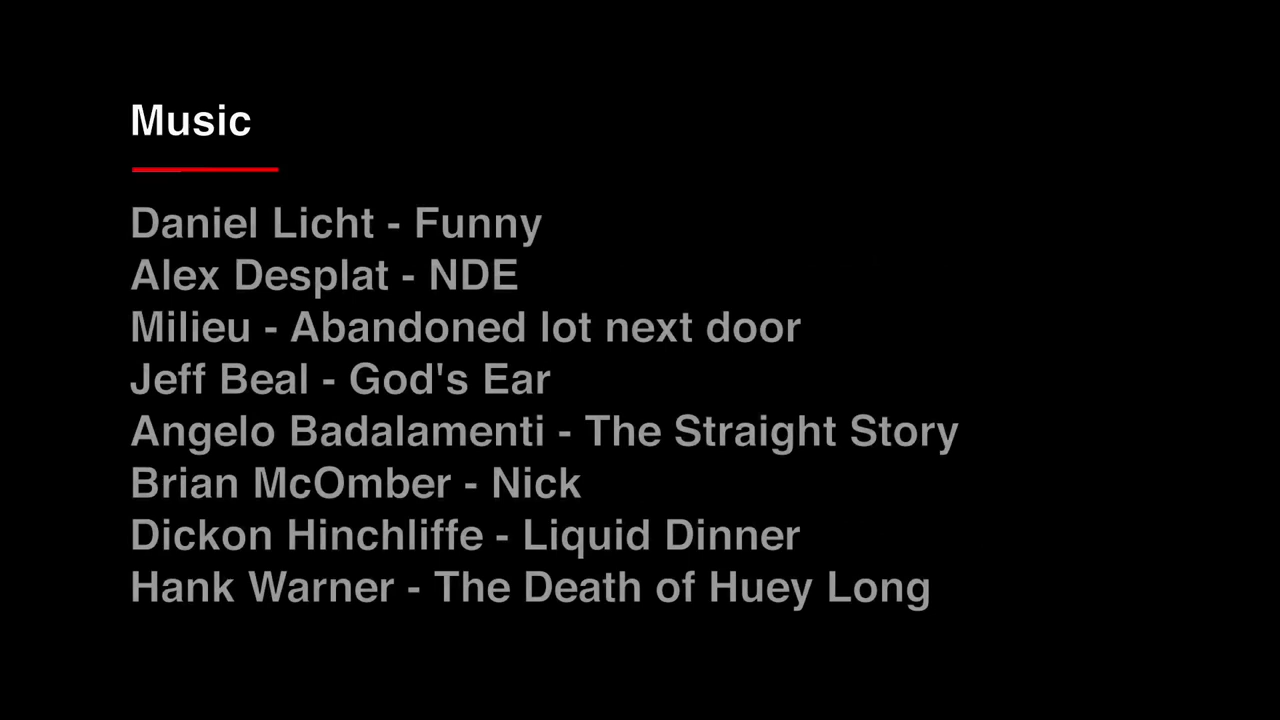 Music
Daniel Licht - Funny
Alex Desplat - NDE
Milieu - Abandoned lot next door
Jeff Beal - God's Ear
Angelo Badalamenti - The Straight Story
Brian McOmber - Nick
Dickon Hinchliffe - Liquid Dinner
Hank Warner - The Death of Huey Long